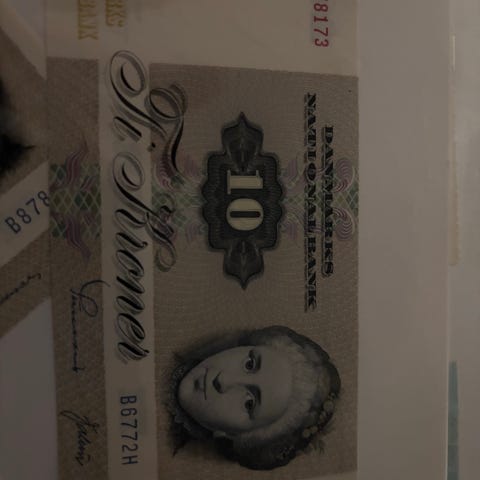 DANMARKS
NATIONALBANK
10
Ti Kroner
B6772H
8173
B878